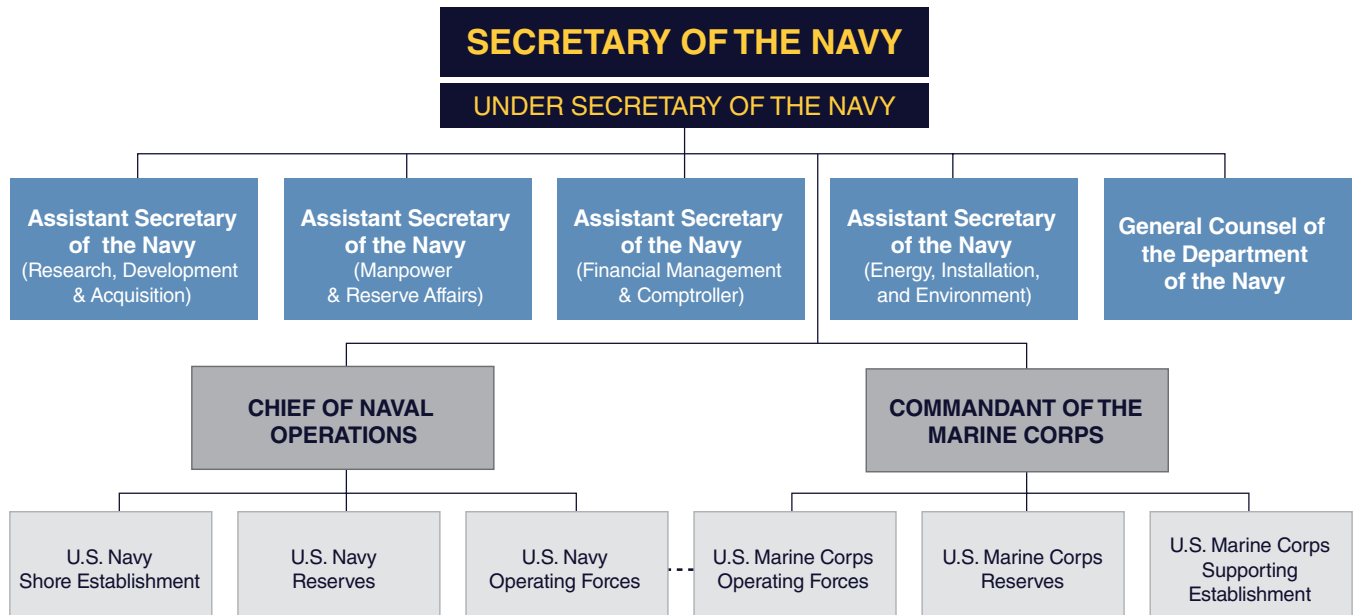 SECRETARY OF THE NAVY
UNDER SECRETARY OF THE NAVY
Assistant Secretary
of the Navy
(Research, Development
& Acquisition)
Assistant Secretary
of the Navy
(Manpower
& Reserve Affairs)
Assistant Secretary
of the Navy
(Financial Management
& Comptroller)
Assistant Secretary
of the Navy
(Energy, Installation,
and Environment)
General Counsel of
the Department
of the Navy
CHIEF OF NAVAL
OPERATIONS
COMMANDANT OF THE
MARINE CORPS
U.S. Navy
Shore Establishment
U.S. Navy
Reserves
U.S. Navy
Operating Forces
U.S. Marine Corps
Operating Forces
U.S. Marine Corps
Reserves
U.S. Marine Corps
Supporting
Establishment